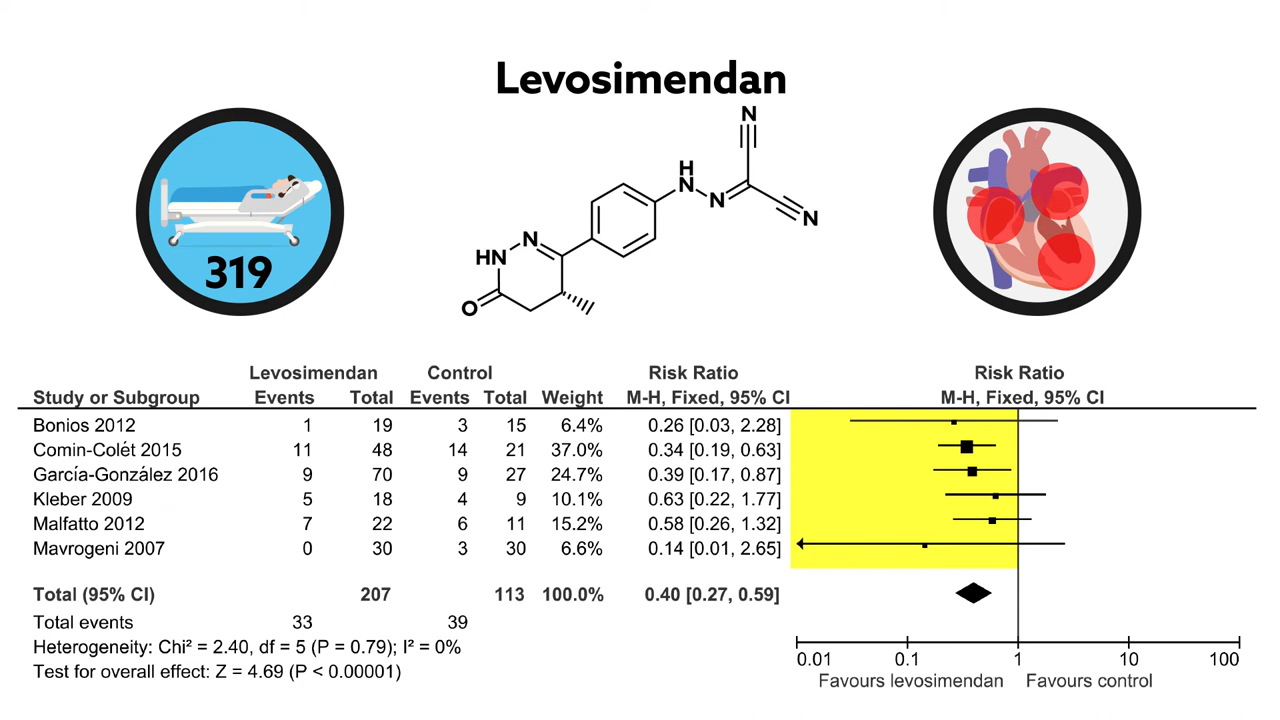 Levosimendan
319
N
N
H
N
N
N
HN
O
Levosimendan Control Risk Ratio Risk Ratio
Study or Subgroup Events Total Events Total Weight M-H, Fixed, 95% CI M-H, Fixed, 95% CI
Bonios 2012 1 19 3 15 6.4% 0.26 [0.03, 2.28]
Comin-Colét 2015 11 48 14 21 37.0% 0.34 [0.19, 0.63]
García-González 2016 9 70 9 27 24.7% 0.39 [0.17, 0.87]
Kleber 2009 5 18 4 9 10.1% 0.63 [0.22, 1.77]
Malfatto 2012 7 22 6 11 15.2% 0.58 [0.26, 1.32]
Mavrogeni 2007 0 30 3 30 6.6% 0.14 [0.01, 2.65]
Total (95% CI) 207 113 100.0% 0.40 [0.27, 0.59]
Total events 33 39
Heterogeneity: Chi² = 2.40, df = 5 (P = 0.79); I² = 0%
Test for overall effect: Z = 4.69 (P < 0.00001)
0.01 0.1 1 10 100
Favours levosimendan Favours control